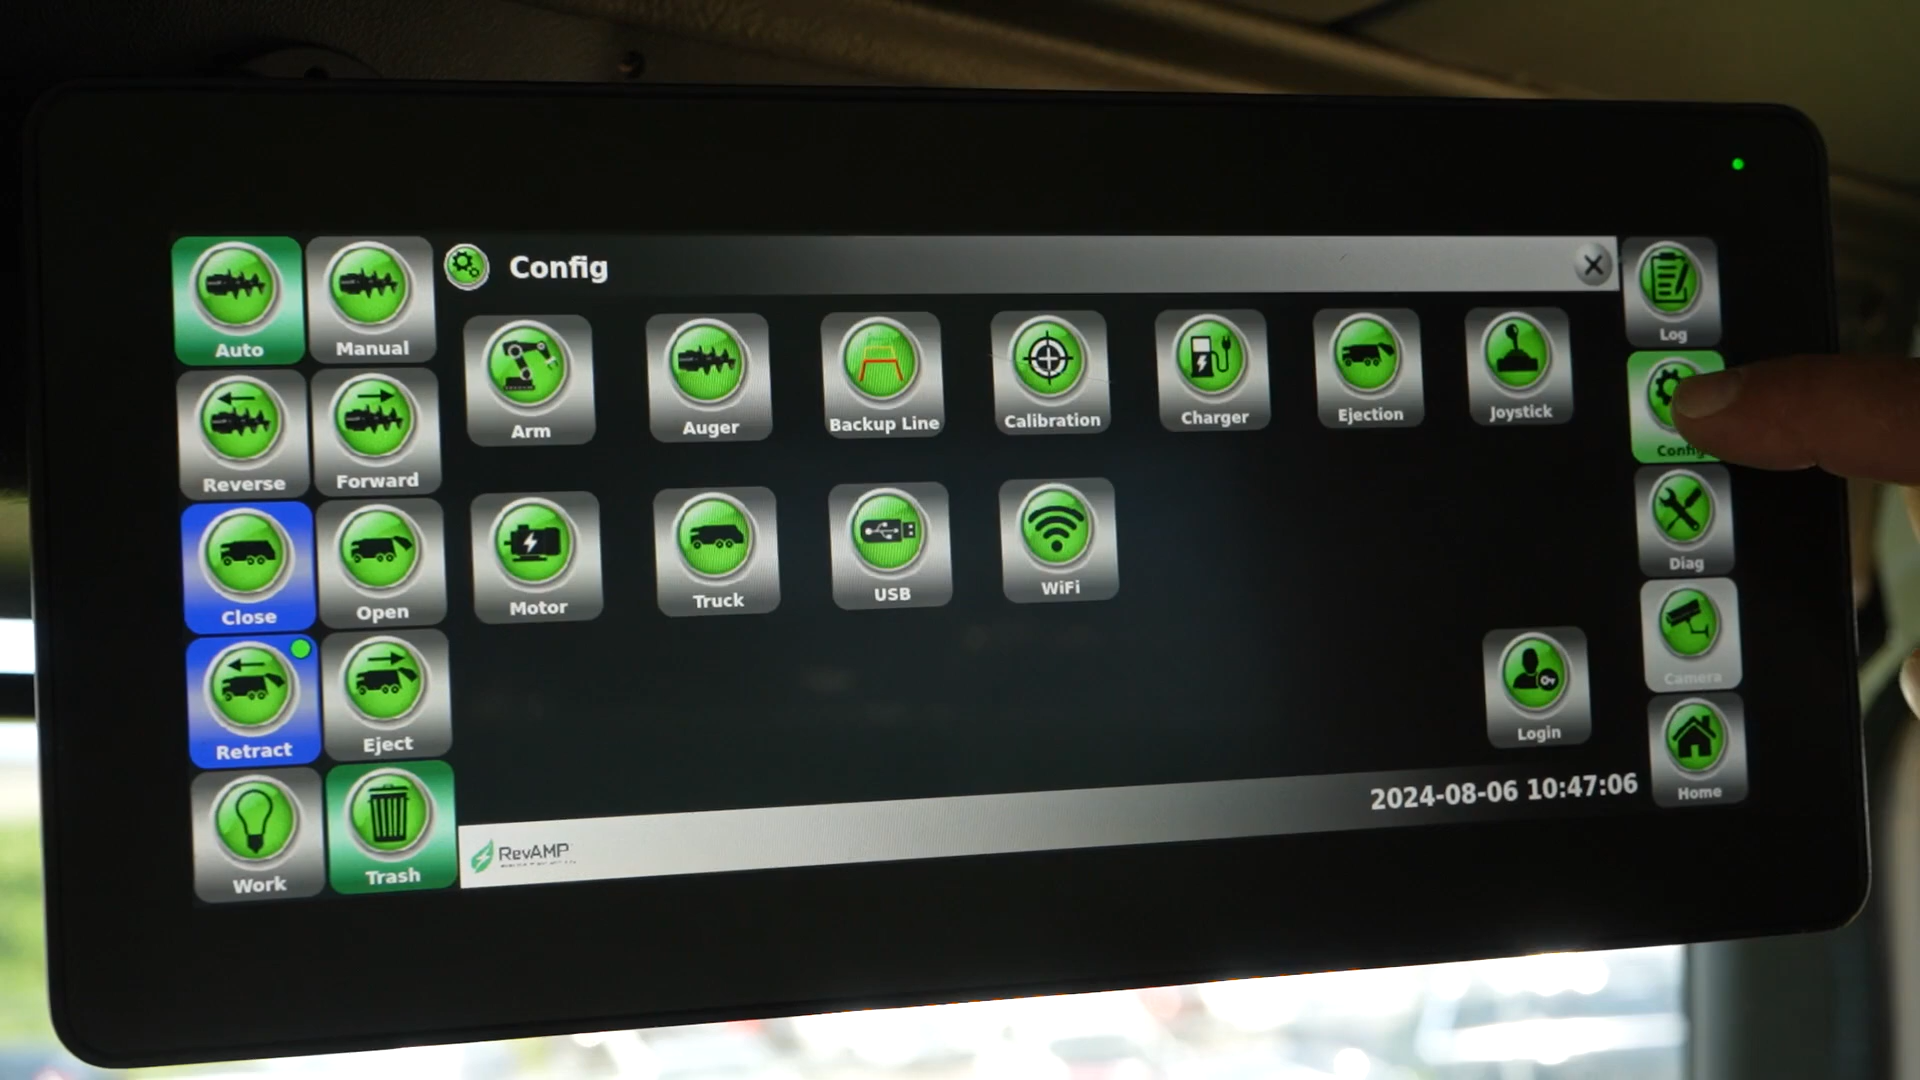 Config
Auto
Manual
Reverse
Forward
Close
Open
Retract
Eject
Work
Trash
Arm
Auger
Backup Line
Calibration
Charger
Ejection
Joystick
Motor
Truck
USB
WiFi
Login
2024-08-06 10:47:06
RevAMP
Log
Config
Diag
Camera
Home